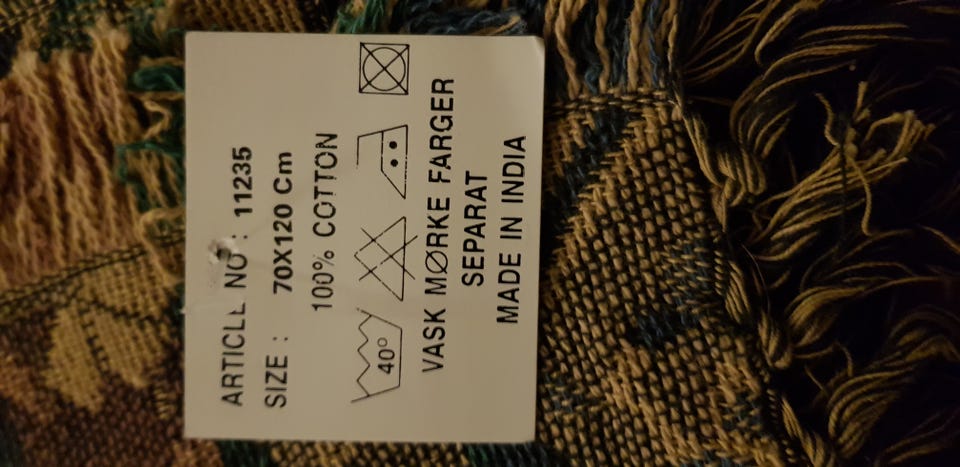 ARTICLE NO : 11235
SIZE : 70X120 Cm
100% COTTON
40°
VASK MØRKE FARGER
SEPARAT
MADE IN INDIA